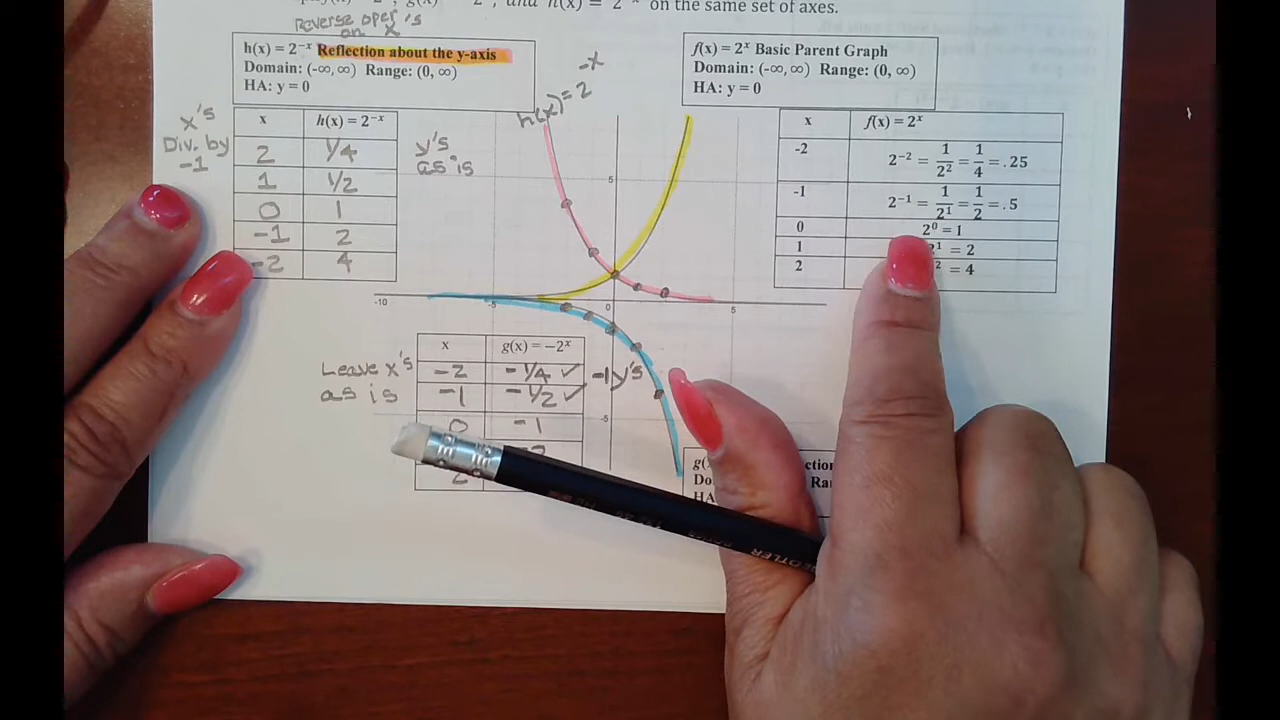 on the same set of axes.
Reverse oper's
on x
h(x) = 2⁻ˣ Reflection about the y-axis
Domain: (-∞, ∞) Range: (0, ∞)
HA: y = 0
x's
Div. by
-1
x h(x) = 2⁻ˣ
2 1/4
1 1/2
0 1
-1 2
-2 4
y's
as is
h(x) = 2⁻ˣ
f(x) = 2ˣ Basic Parent Graph
Domain: (-∞, ∞) Range: (0, ∞)
HA: y = 0
x f(x) = 2ˣ
-2 2⁻² = 1/2² = 1/4 = .25
-1 2⁻¹ = 1/2¹ = 1/2 = .5
0 2⁰ = 1
1 = 2
2 = 4
5
-10 -5 0 5
-5
Leave x's
as is
x g(x) = −2ˣ
-2 -1/4 ✓
-1 -1/2 ✓
0 -1
2
-1 y's
HA
STAEDTLER